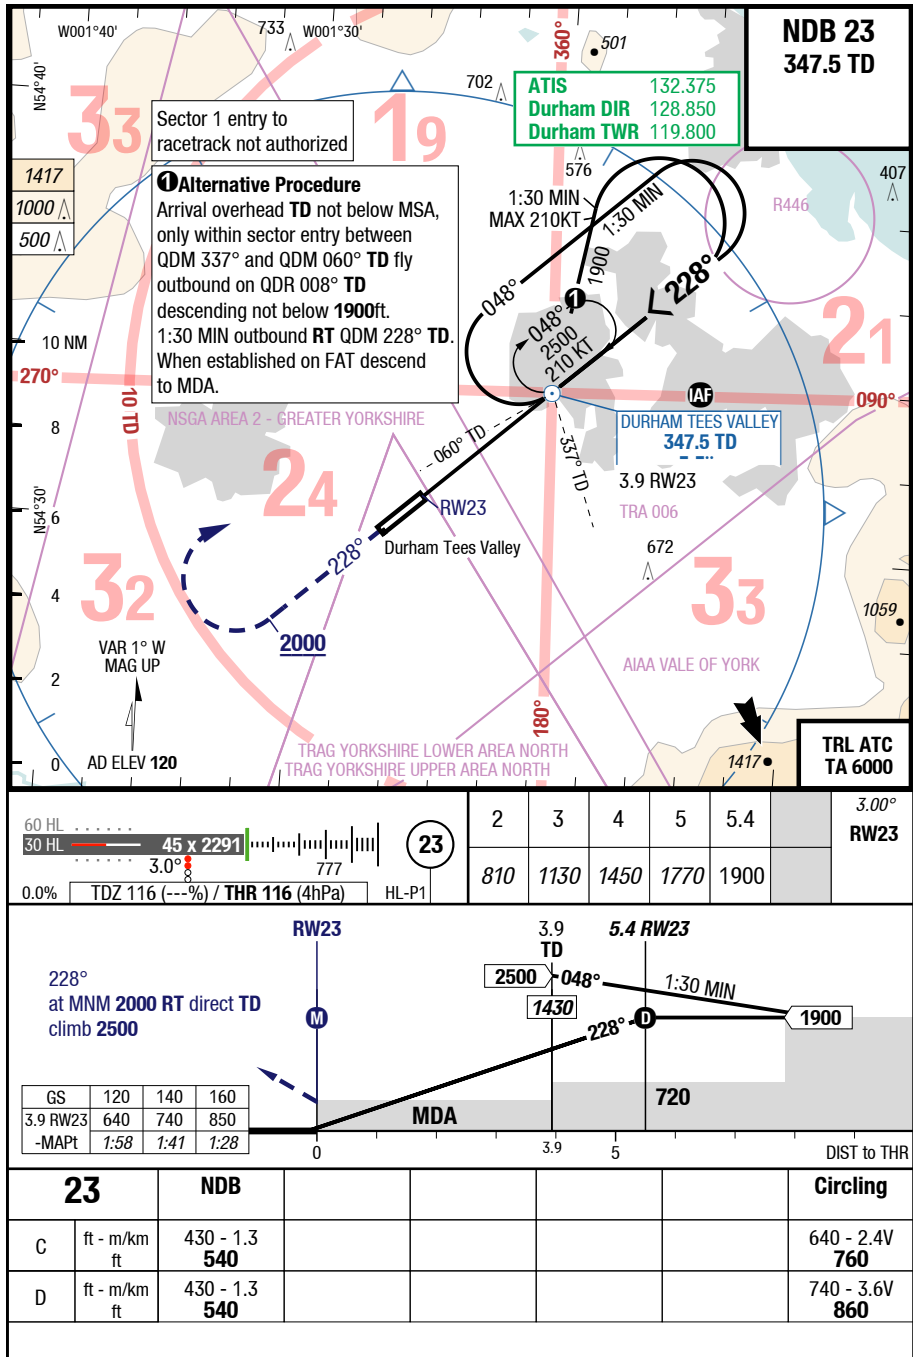 NDB 23
347.5 TD
W001°40'
733
W001°30'
360°
501
N54°40'
33
19
702
ATIS 132.375
Durham DIR 128.850
Durham TWR 119.800
Sector 1 entry to
racetrack not authorized
1417
1000
500
576
407
1:30 MIN
MAX 210KT
1:30 MIN
R446
1 Alternative Procedure
Arrival overhead TD not below MSA,
only within sector entry between
QDM 337° and QDM 060° TD fly
outbound on QDR 008° TD
descending not below 1900ft.
1:30 MIN outbound RT QDM 228° TD.
When established on FAT descend
to MDA.
1900
048°
228°
1
048°
2500
210 KT
21
10 NM
270°
10 TD
IAF
090°
NSGA AREA 2 - GREATER YORKSHIRE
DURHAM TEES VALLEY
347.5 TD
8
060° TD
337° TD
24
3.9 RW23
N54°30'
6
RW23
TRA 006
Durham Tees Valley
228°
672
4
32
33
1059
2000
VAR 1° W
MAG UP
AIAA VALE OF YORK
2
180°
0
AD ELEV 120
TRAG YORKSHIRE LOWER AREA NORTH
TRAG YORKSHIRE UPPER AREA NORTH
1417
TRL ATC
TA 6000
60 HL
30 HL
45 x 2291
3.0°
777
23
0.0%
TDZ 116 (---%) / THR 116 (4hPa)
HL-P1
2 3 4 5 5.4
810 1130 1450 1770 1900
3.00°
RW23
RW23
3.9
TD
5.4 RW23
228°
at MNM 2000 RT direct TD
climb 2500
2500
048°
1:30 MIN
1430
M
228°
D
1900
GS 120 140 160
3.9 RW23 640 740 850
-MAPt 1:58 1:41 1:28
MDA
720
0
3.9
5
DIST to THR
23 NDB Circling
C ft - m/km 430 - 1.3 640 - 2.4V
ft 540 760
D ft - m/km 430 - 1.3 740 - 3.6V
ft 540 860